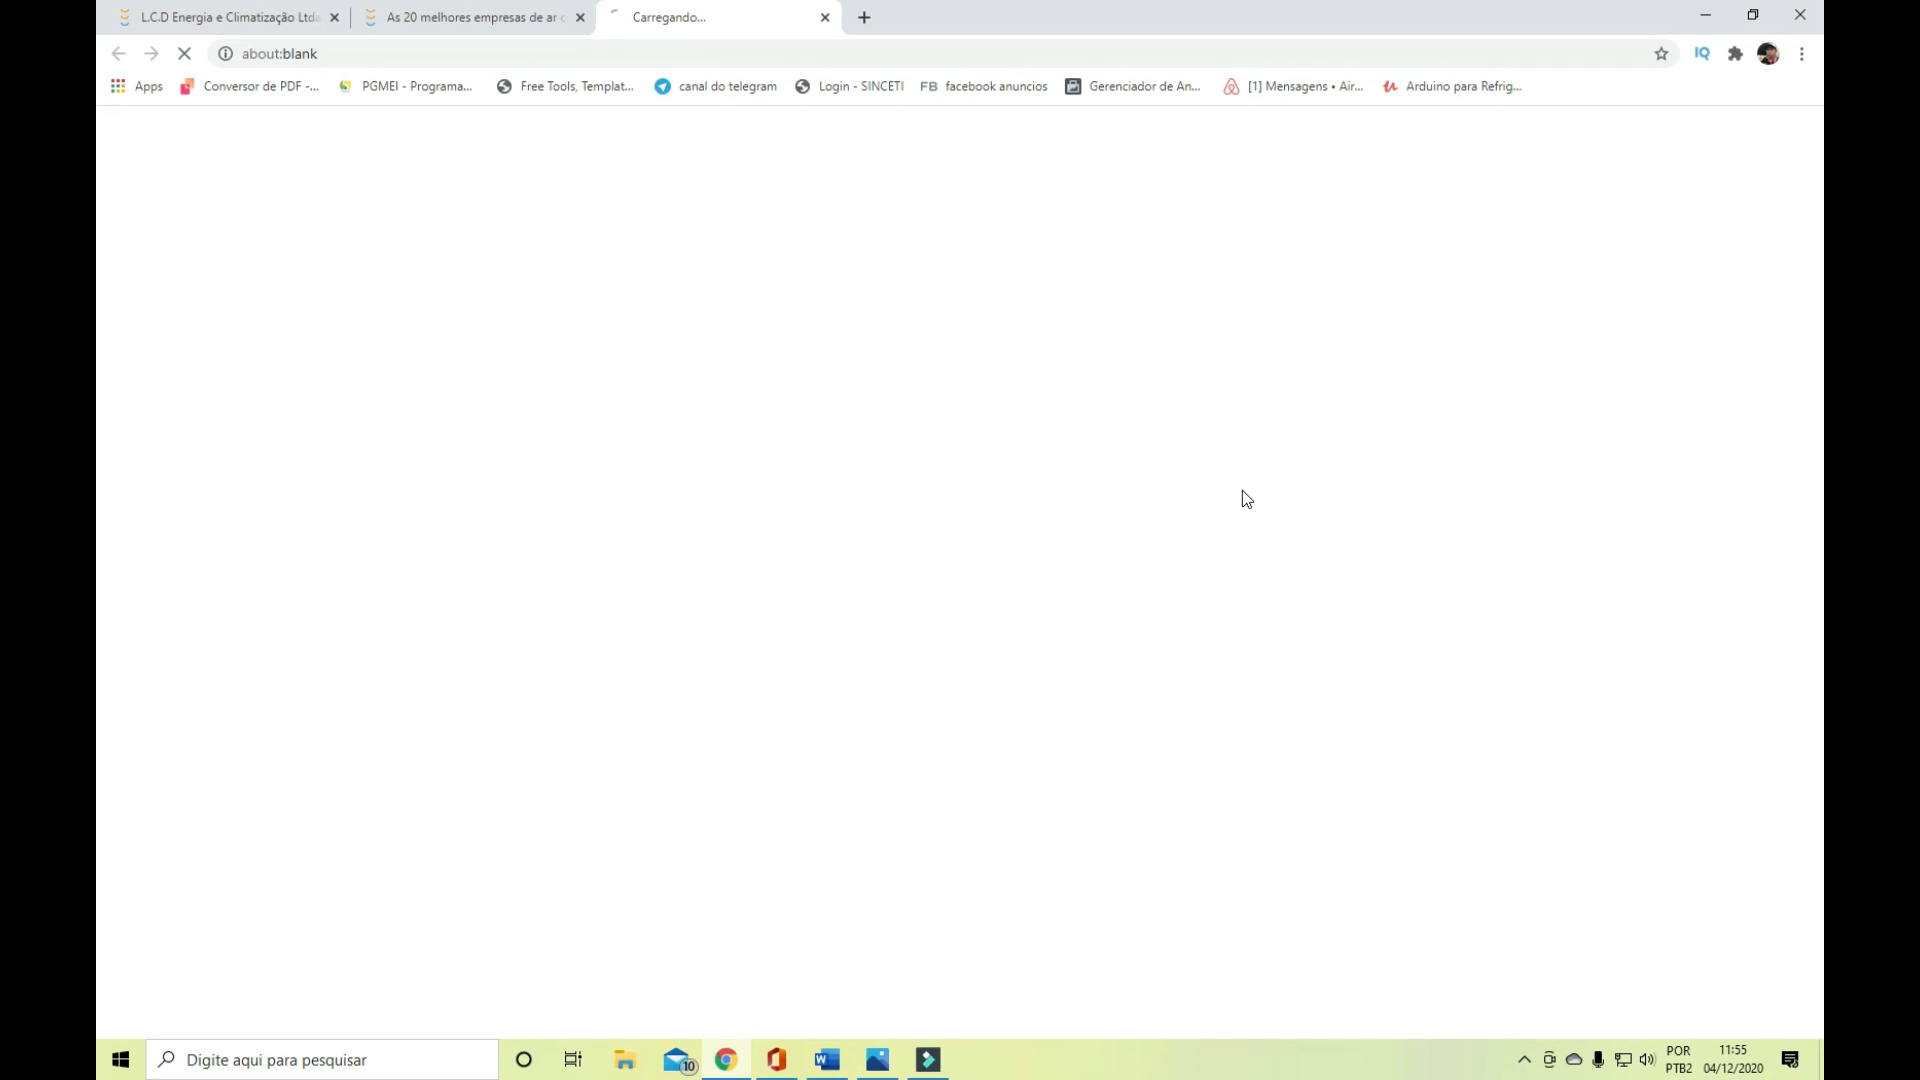 L.C.D Energia e Climatização Ltda
As 20 melhores empresas de ar
Carregando...
about:blank
IQ
Apps
Conversor de PDF -...
PGMEI - Programa...
Free Tools, Templat...
canal do telegram
Login - SINCETI
FB facebook anuncios
Gerenciador de An...
[1] Mensagens • Air...
Arduino para Refrig...
Digite aqui para pesquisar
10
POR
PTB2
11:55
04/12/2020